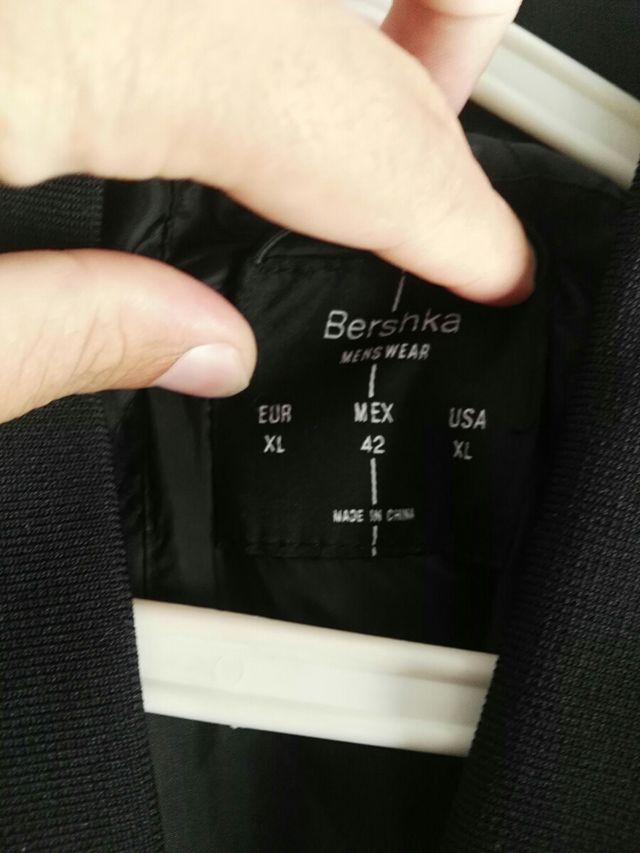 Bershka
MENSWEAR
EUR MEX USA
XL 42 XL
MADE IN CHINA